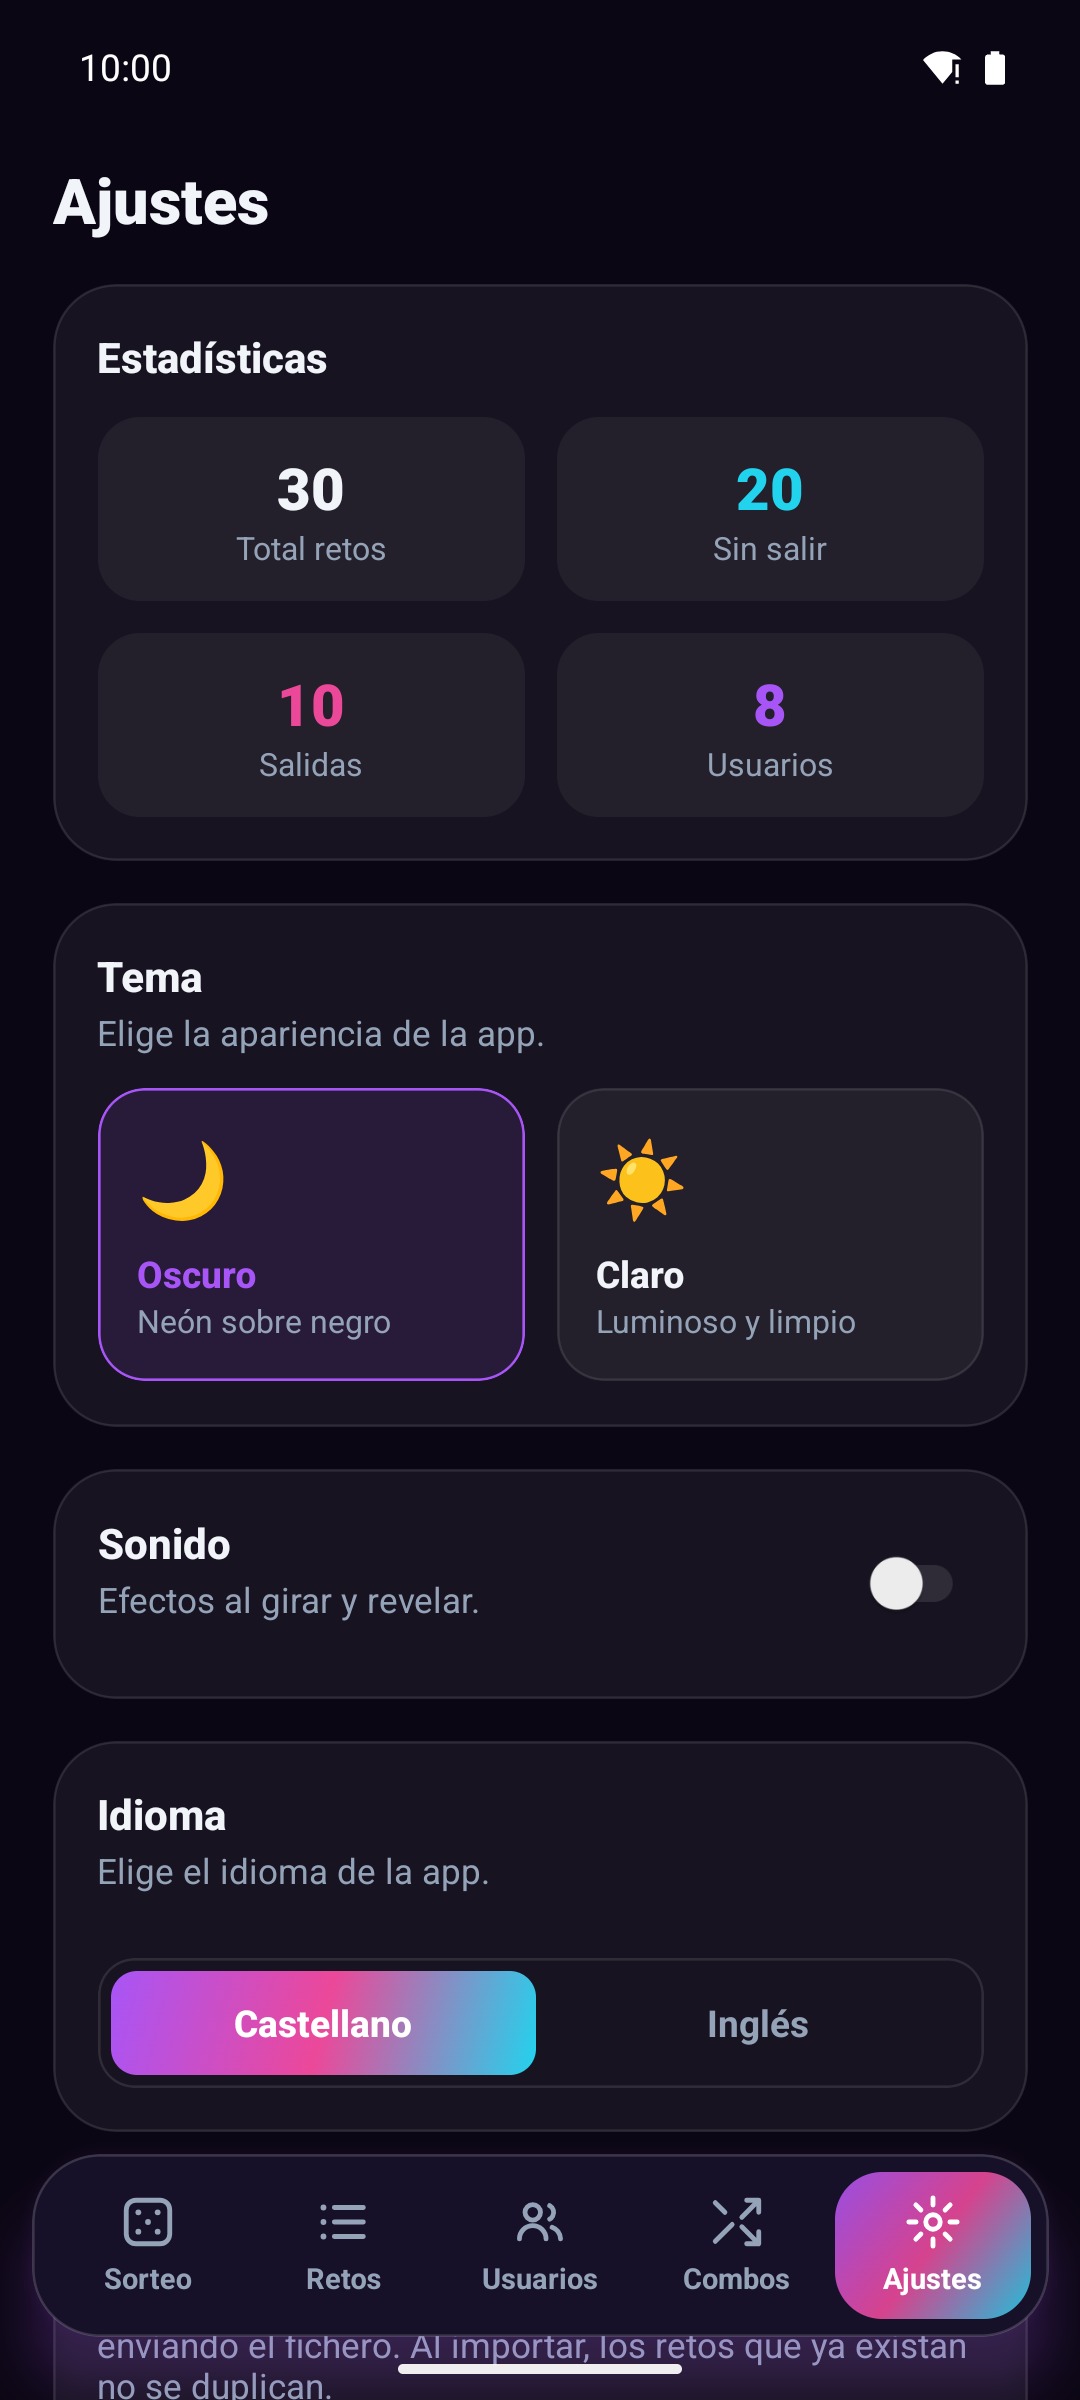 10:00
Ajustes
Estadísticas
30
Total retos
20
Sin salir
10
Salidas
8
Usuarios
Tema
Elige la apariencia de la app.
Oscuro
Neón sobre negro
Claro
Luminoso y limpio
Sonido
Efectos al girar y revelar.
Idioma
Elige el idioma de la app.
Castellano
Inglés
Sorteo
Retos
Usuarios
Combos
Ajustes
enviando el fichero. Al importar, los retos que ya existan
no se duplican.